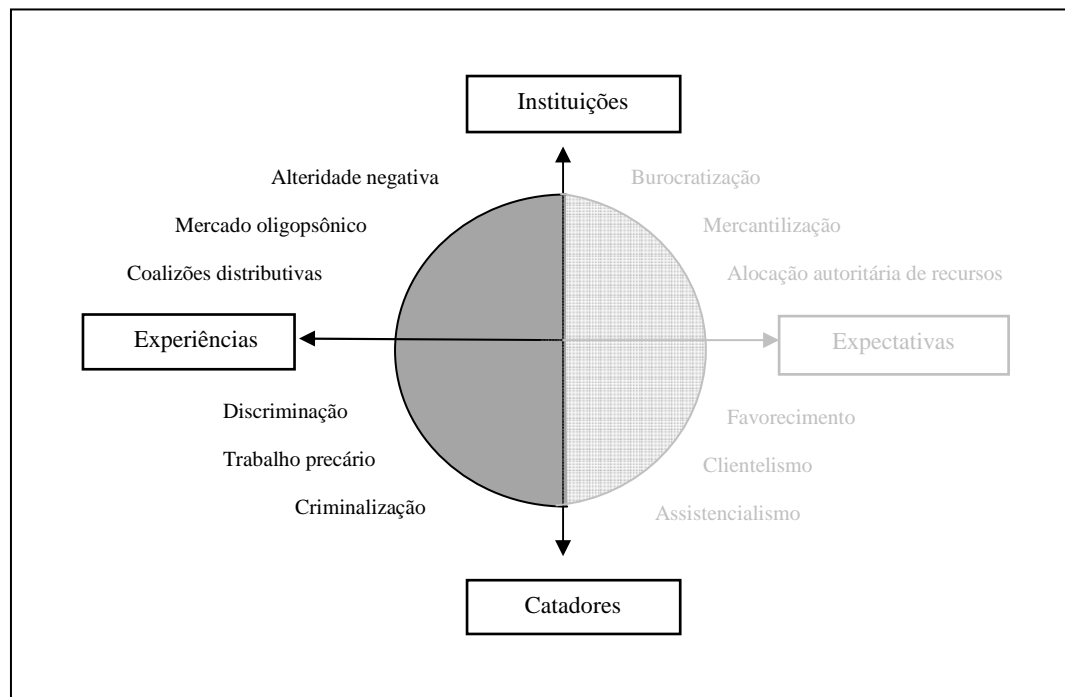 Instituições
Alteridade negativa
Burocratização
Mercado oligopsônico
Mercantilização
Coalizões distributivas
Alocação autoritária de recursos
Experiências
Expectativas
Discriminação
Favorecimento
Trabalho precário
Clientelismo
Criminalização
Assistencialismo
Catadores